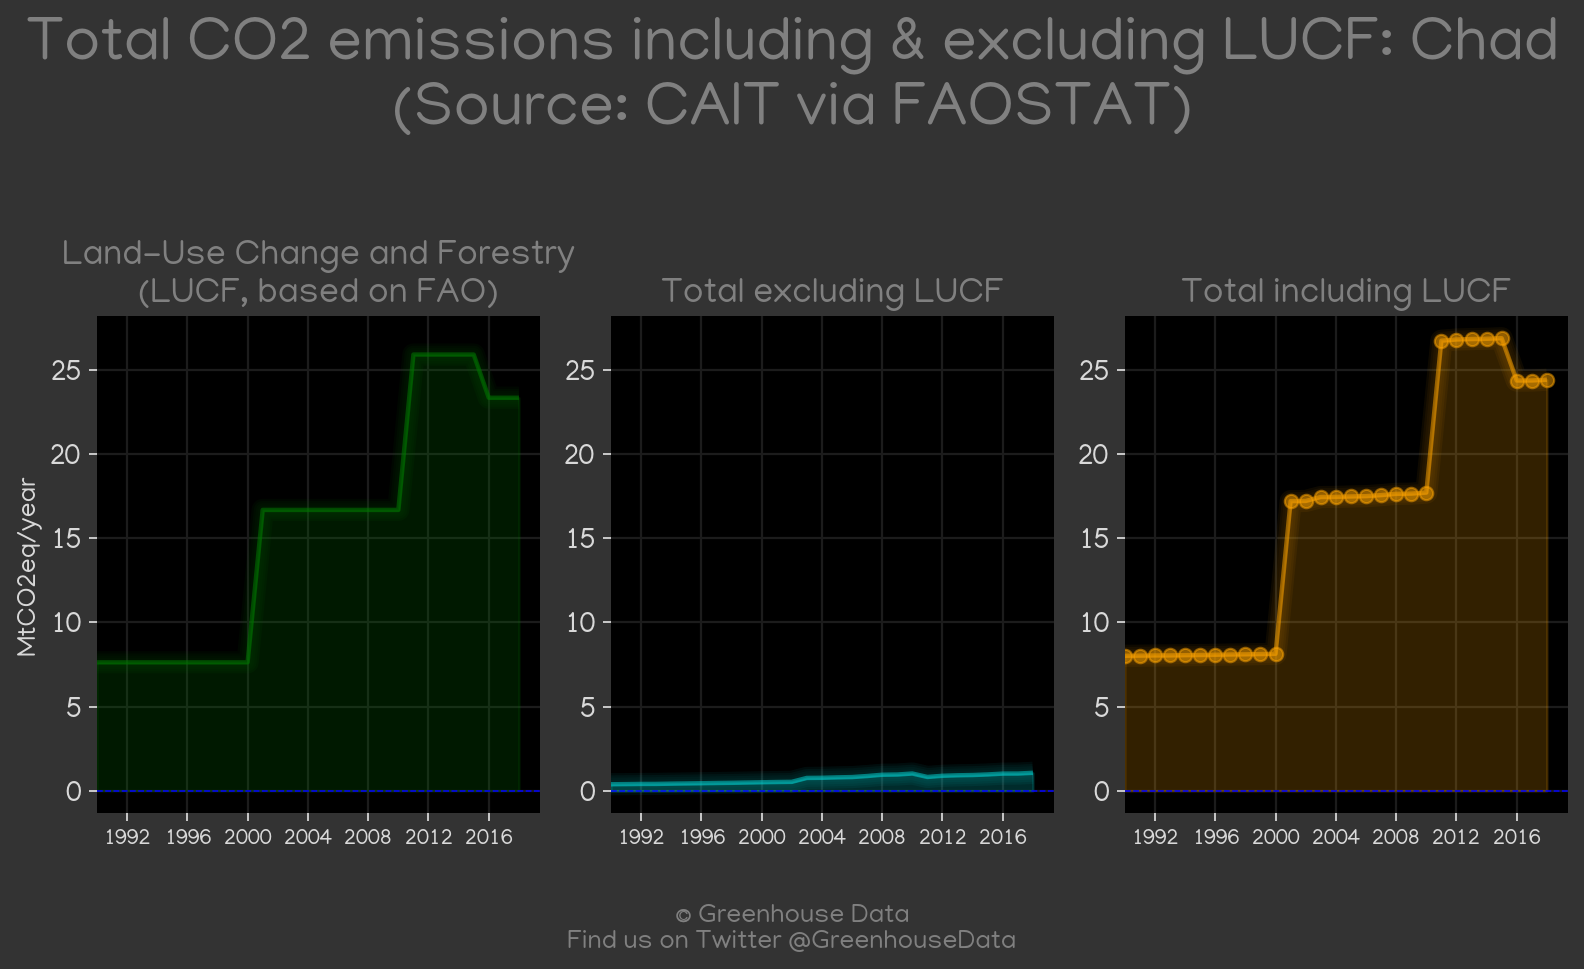 Total CO2 emissions including & excluding LUCF: Chad
(Source: CAIT via FAOSTAT)
Land-Use Change and Forestry
(LUCF, based on FAO)
Total excluding LUCF
Total including LUCF
MtCO2eq/year
25
20
15
10
5
0
1992 1996 2000 2004 2008 2012 2016
25
20
15
10
5
0
1992 1996 2000 2004 2008 2012 2016
25
20
15
10
5
0
1992 1996 2000 2004 2008 2012 2016
© Greenhouse Data
Find us on Twitter @GreenhouseData